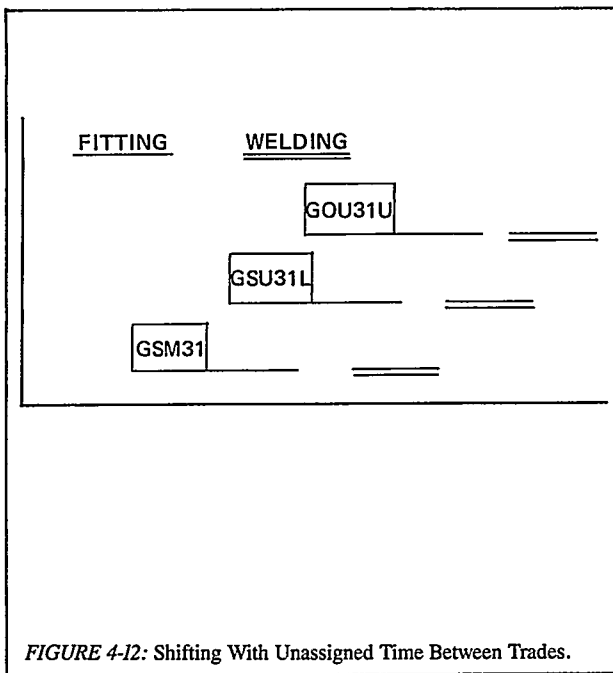 FITTING WELDING
GOU31U
GSU31L
GSM31
FIGURE 4-12: Shifting With Unassigned Time Between Trades.